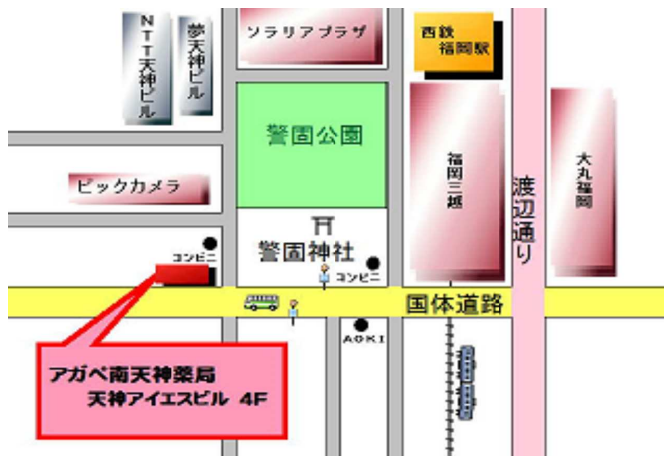 NTT天神ビル
夢天神ビル
ソラリアプラザ
西鉄
福岡駅
警固公園
ビックカメラ
福岡三越
渡辺通り
大丸福岡
警固神社
コンビニ
コンビニ
国体道路
AOKI
アガペ南天神薬局
天神アイエスビル 4F